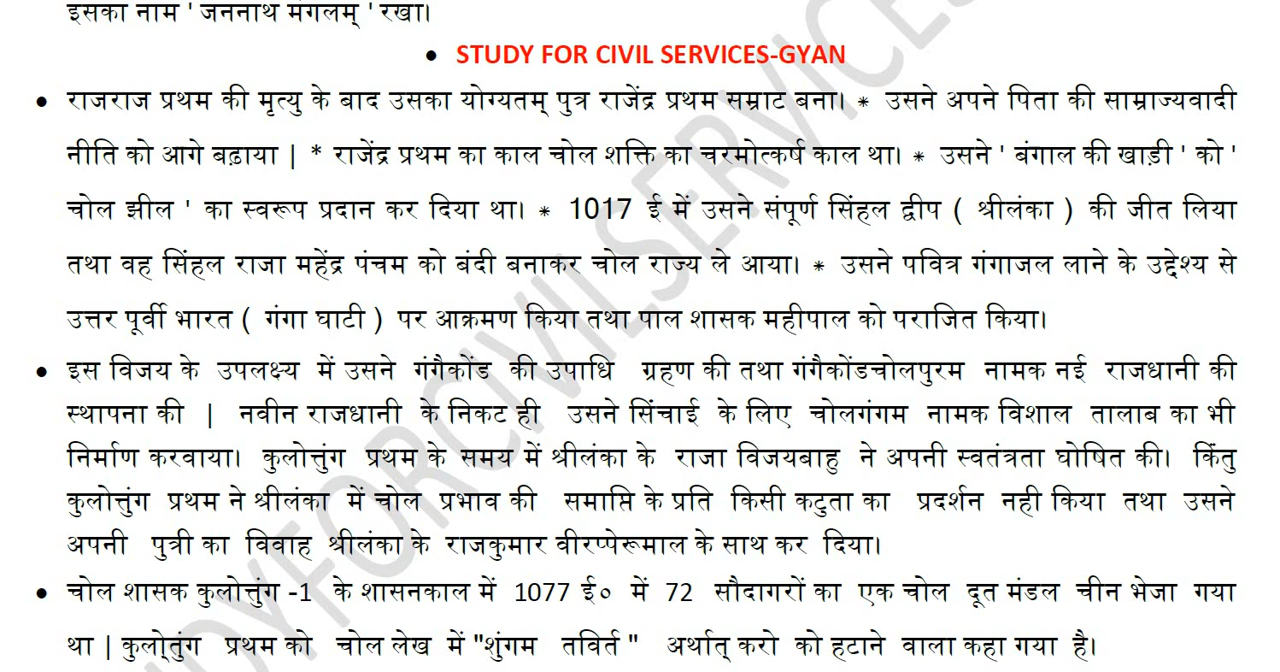 इसका नाम ' जननाथ मंगलम् ' रखा।
• STUDY FOR CIVIL SERVICES-GYAN
• राजराज प्रथम की मृत्यु के बाद उसका योग्यतम् पुत्र राजेंद्र प्रथम सम्राट बना। * उसने अपने पिता की साम्राज्यवादी
नीति को आगे बढ़ाया | * राजेंद्र प्रथम का काल चोल शक्ति का चरमोत्कर्ष काल था। * उसने ' बंगाल की खाड़ी ' को '
चोल झील ' का स्वरूप प्रदान कर दिया था। * 1017 ई में उसने संपूर्ण सिंहल द्वीप ( श्रीलंका ) की जीत लिया
तथा वह सिंहल राजा महेंद्र पंचम को बंदी बनाकर चोल राज्य ले आया। * उसने पवित्र गंगाजल लाने के उद्देश्य से
उत्तर पूर्वी भारत ( गंगा घाटी ) पर आक्रमण किया तथा पाल शासक महीपाल को पराजित किया।
• इस विजय के उपलक्ष्य में उसने गंगैकोंड की उपाधि ग्रहण की तथा गंगैकोंडचोलपुरम नामक नई राजधानी की
स्थापना की | नवीन राजधानी के निकट ही उसने सिंचाई के लिए चोलगंगम नामक विशाल तालाब का भी
निर्माण करवाया। कुलोत्तुंग प्रथम के समय में श्रीलंका के राजा विजयबाहु ने अपनी स्वतंत्रता घोषित की। किंतु
कुलोत्तुंग प्रथम ने श्रीलंका में चोल प्रभाव की समाप्ति के प्रति किसी कटुता का प्रदर्शन नही किया तथा उसने
अपनी पुत्री का विवाह श्रीलंका के राजकुमार वीरप्पेरूमाल के साथ कर दिया।
• चोल शासक कुलोत्तुंग -1 के शासनकाल में 1077 ई० में 72 सौदागरों का एक चोल दूत मंडल चीन भेजा गया
था | कुलो्तुंग प्रथम को चोल लेख में "शुंगम तविर्त " अर्थात् करो को हटाने वाला कहा गया है।